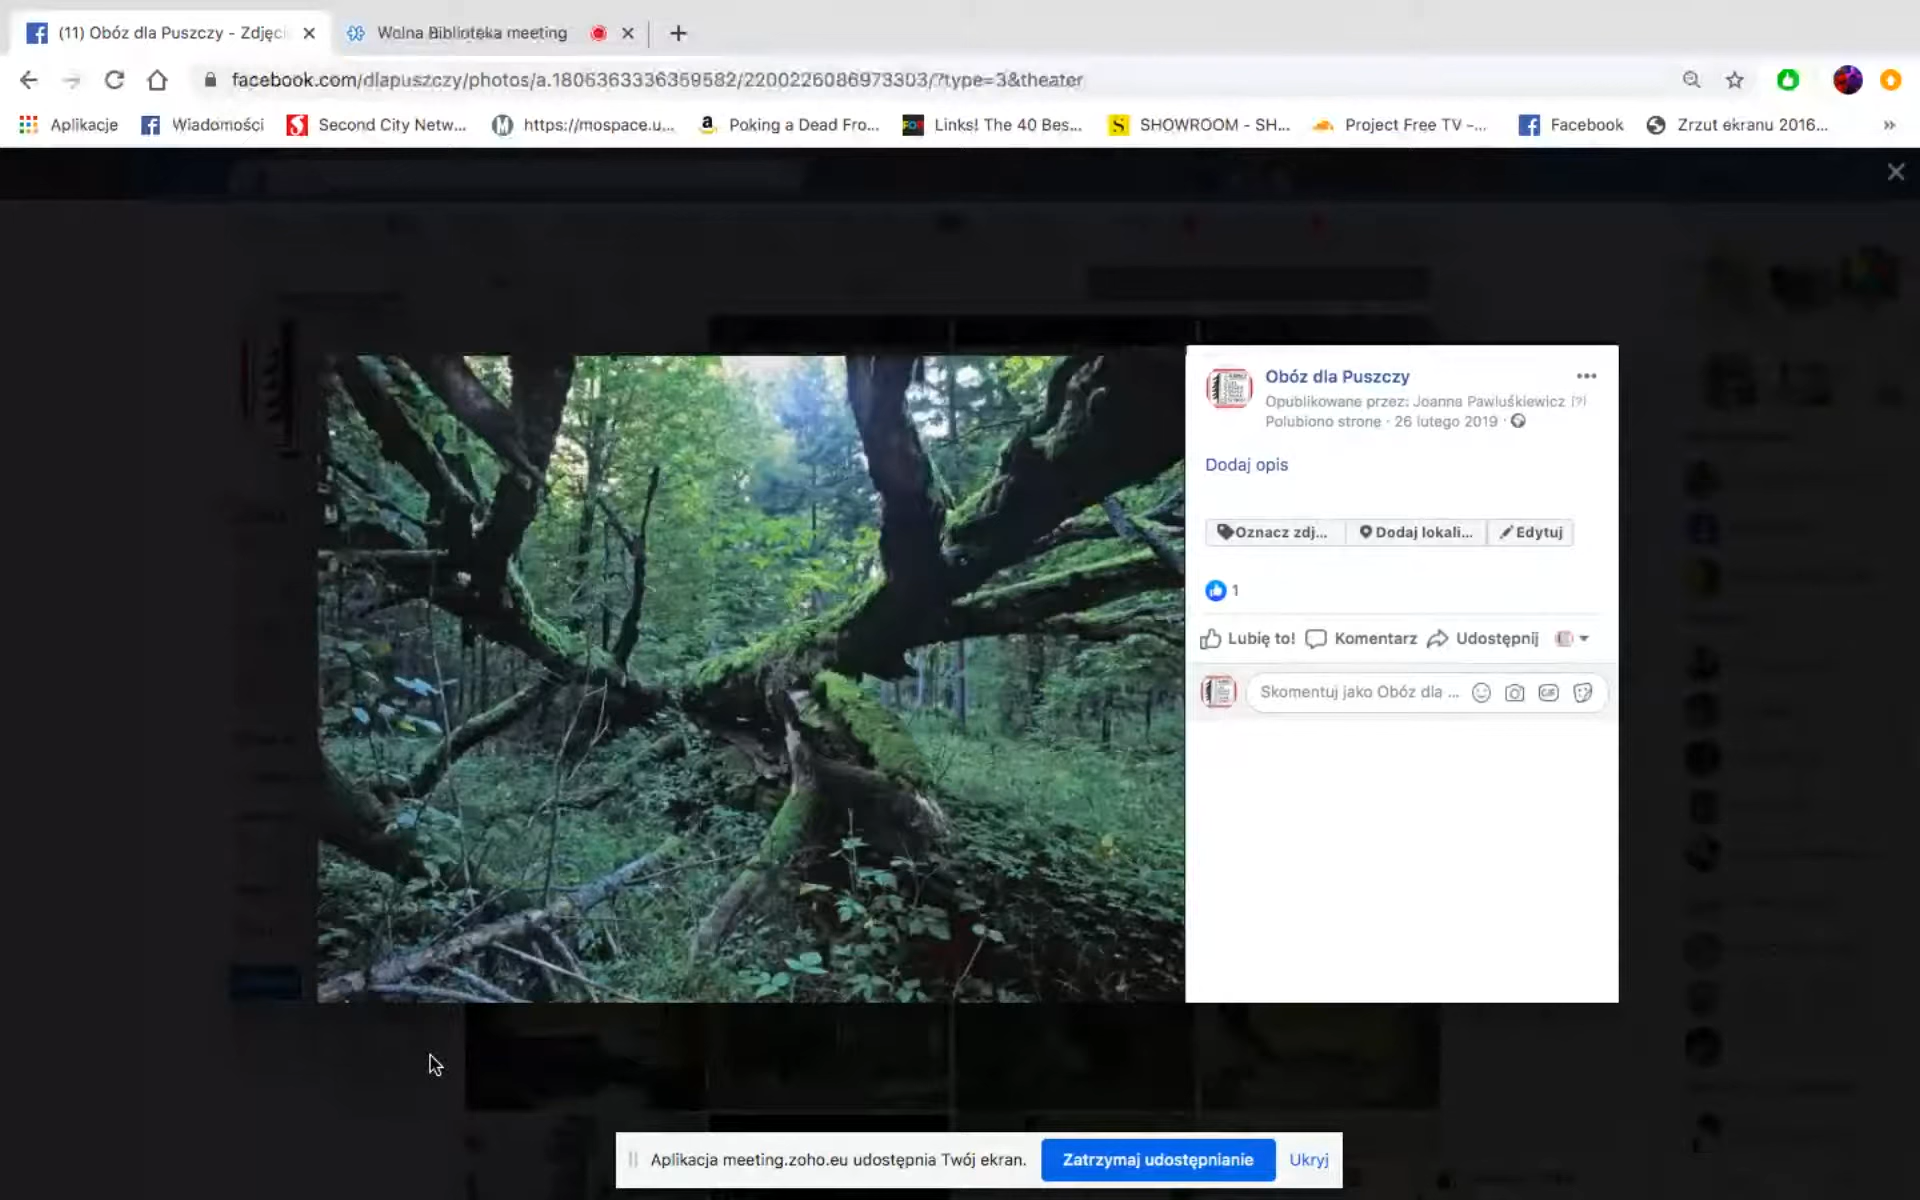 (11) Obóz dla Puszczy - Zdjęci
Wolna Biblioteka meeting
facebook.com/dlapuszczy/photos/a.1806363336359582/2200226086973303/?type=3&theater
Aplikacje
Wiadomości
Second City Netw...
https://mospace.u...
Poking a Dead Fro...
Links! The 40 Bes...
SHOWROOM - SH...
Project Free TV -...
Facebook
Zrzut ekranu 2016...
Obóz dla Puszczy
Opublikowane przez: Joanna Pawluśkiewicz [?]
Polubiono stronę · 26 lutego 2019 ·
Dodaj opis
Oznacz zdj...
Dodaj lokali...
Edytuj
1
Lubię to!
Komentarz
Udostępnij
Skomentuj jako Obóz dla ...
GIF
Aplikacja meeting.zoho.eu udostępnia Twój ekran.
Zatrzymaj udostępnianie
Ukryj